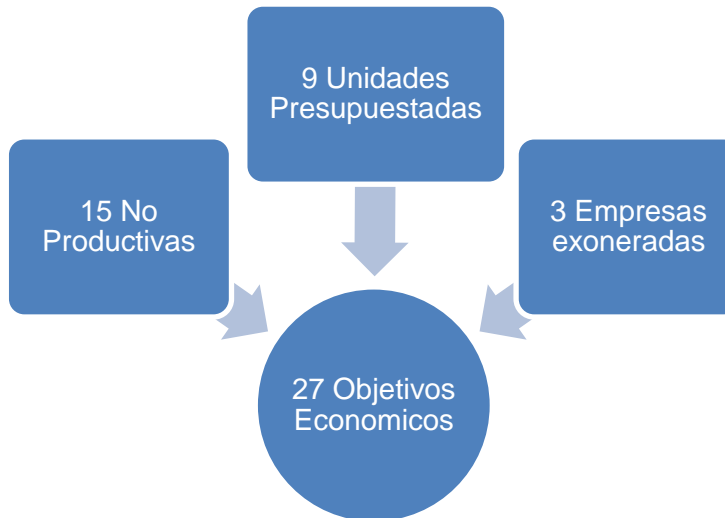 9 Unidades
Presupuestadas
15 No
Productivas
3 Empresas
exoneradas
27 Objetivos
Economicos